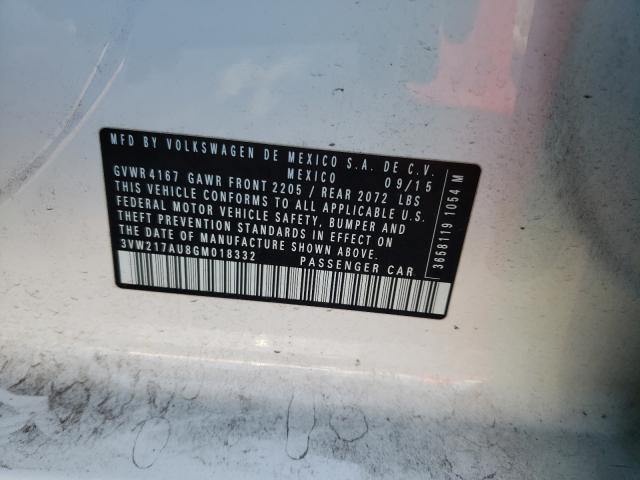 MFD BY VOLKSWAGEN DE MEXICO S.A. DE C.V.
MEXICO 09/15
GVWR 4167 GAWR FRONT 2205 / REAR 2072 LBS
THIS VEHICLE CONFORMS TO ALL APPLICABLE U.S.
FEDERAL MOTOR VEHICLE SAFETY, BUMPER AND
THEFT PREVENTION STANDARDS IN EFFECT ON
THE DATE OF MANUFACTURE SHOWN ABOVE.
3VW217AU8GM018332 PASSENGER CAR
3658119 1054 M